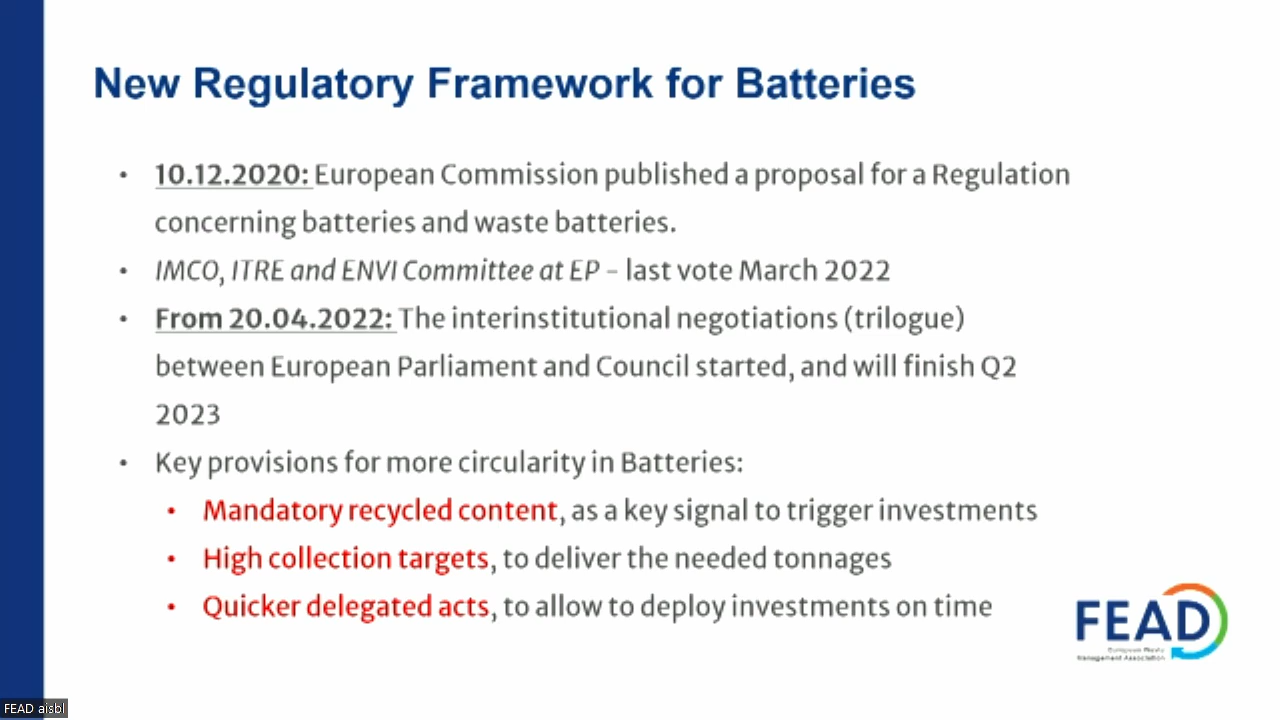 New Regulatory Framework for Batteries
• 10.12.2020: European Commission published a proposal for a Regulation
concerning batteries and waste batteries.
• IMCO, ITRE and ENVI Committee at EP – last vote March 2022
• From 20.04.2022: The interinstitutional negotiations (trilogue)
between European Parliament and Council started, and will finish Q2
2023
• Key provisions for more circularity in Batteries:
• Mandatory recycled content, as a key signal to trigger investments
• High collection targets, to deliver the needed tonnages
• Quicker delegated acts, to allow to deploy investments on time
FEAD
European Waste
Management Association
FEAD aisbl